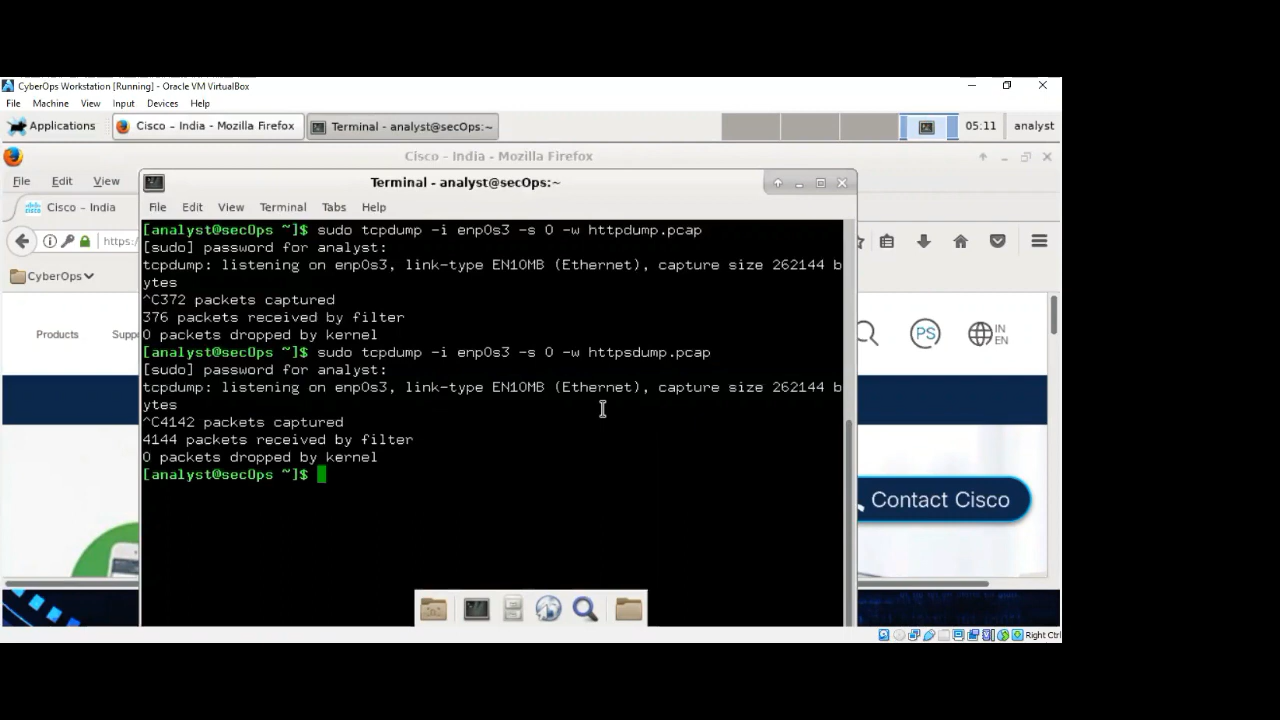 CyberOps Workstation [Running] - Oracle VM VirtualBox
File Machine View Input Devices Help
Applications Cisco - India - Mozilla Firefox Terminal - analyst@secOps:~ 05:11 analyst
Cisco - India - Mozilla Firefox
File Edit View
Terminal - analyst@secOps:~
Cisco - India
File Edit View Terminal Tabs Help
https:
CyberOps
[analyst@secOps ~]$ sudo tcpdump -i enp0s3 -s 0 -w httpdump.pcap
[sudo] password for analyst:
tcpdump: listening on enp0s3, link-type EN10MB (Ethernet), capture size 262144 b
ytes
^C372 packets captured
376 packets received by filter
0 packets dropped by kernel
[analyst@secOps ~]$ sudo tcpdump -i enp0s3 -s 0 -w httpsdump.pcap
[sudo] password for analyst:
tcpdump: listening on enp0s3, link-type EN10MB (Ethernet), capture size 262144 b
ytes
^C4142 packets captured
4144 packets received by filter
0 packets dropped by kernel
[analyst@secOps ~]$
Products Suppo
PS
IN
EN
Contact Cisco
Right Ctrl